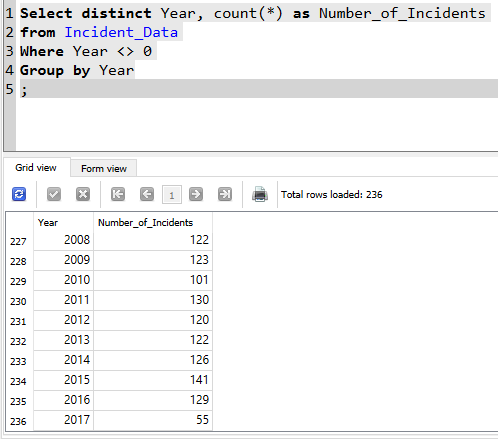 1 Select distinct Year, count(*) as Number_of_Incidents
2 from Incident_Data
3 Where Year <> 0
4 Group by Year
5 ;
Grid view Form view
1 Total rows loaded: 236
Year Number_of_Incidents
227 2008 122
228 2009 123
229 2010 101
230 2011 130
231 2012 120
232 2013 122
233 2014 126
234 2015 141
235 2016 129
236 2017 55